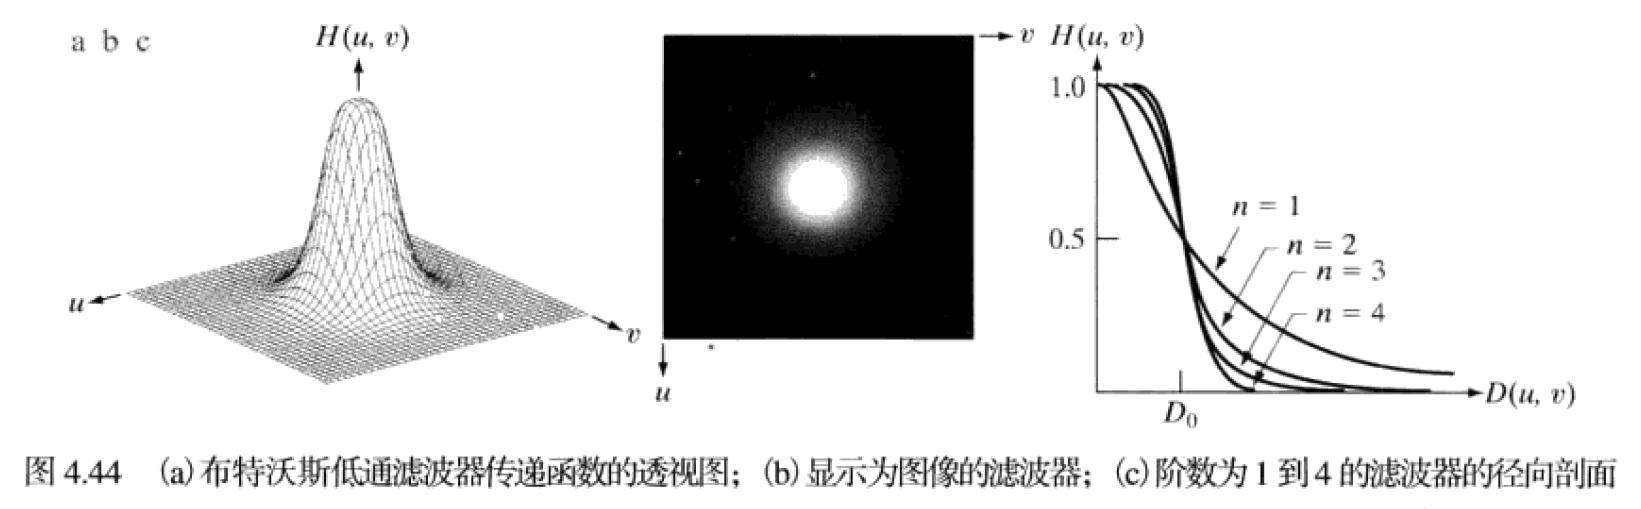 a b c
H(u, v)
u
v
v
u
H(u, v)
1.0
0.5
n = 1
n = 2
n = 3
n = 4
D₀
D(u, v)
图 4.44 (a) 布特沃斯低通滤波器传递函数的透视图；(b) 显示为图像的滤波器；(c) 阶数为 1 到 4 的滤波器的径向剖面